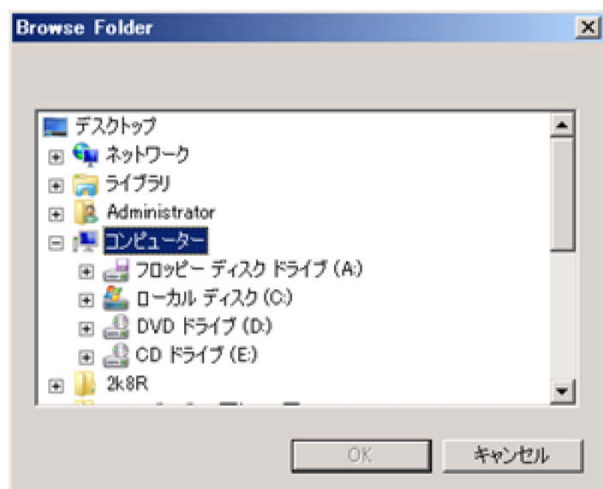 Browse Folder
デスクトップ
ネットワーク
ライブラリ
Administrator
コンピューター
フロッピー ディスク ドライブ (A:)
ローカル ディスク (C:)
DVD ドライブ (D:)
CD ドライブ (E:)
2k8R
OK
キャンセル